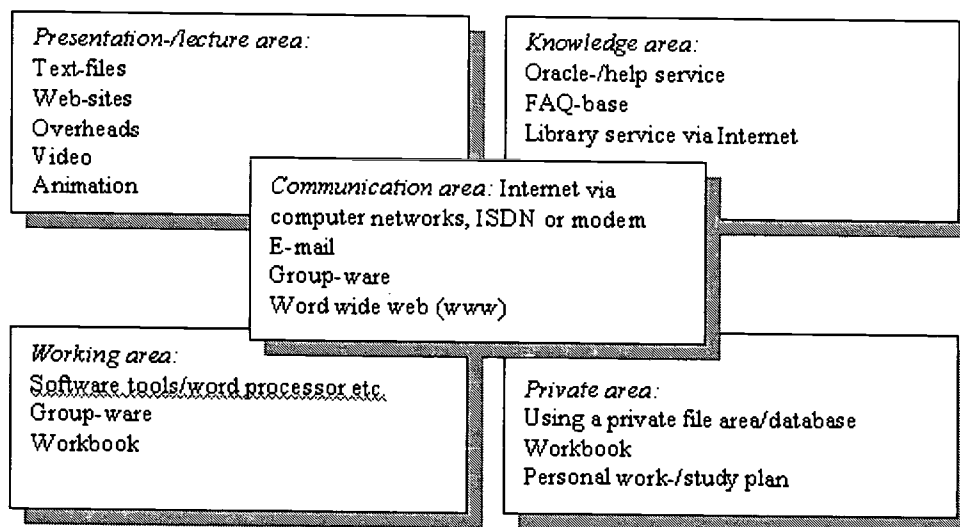 Presentation-/lecture area:
Text-files
Web-sites
Overheads
Video
Animation
Knowledge area:
Oracle-/help service
FAQ-base
Library service via Internet
Communication area: Internet via
computer networks, ISDN or modem
E-mail
Group-ware
Word wide web (www)
Working area:
Software tools/word processor etc.
Group-ware
Workbook
Private area:
Using a private file area/database
Workbook
Personal work-/study plan